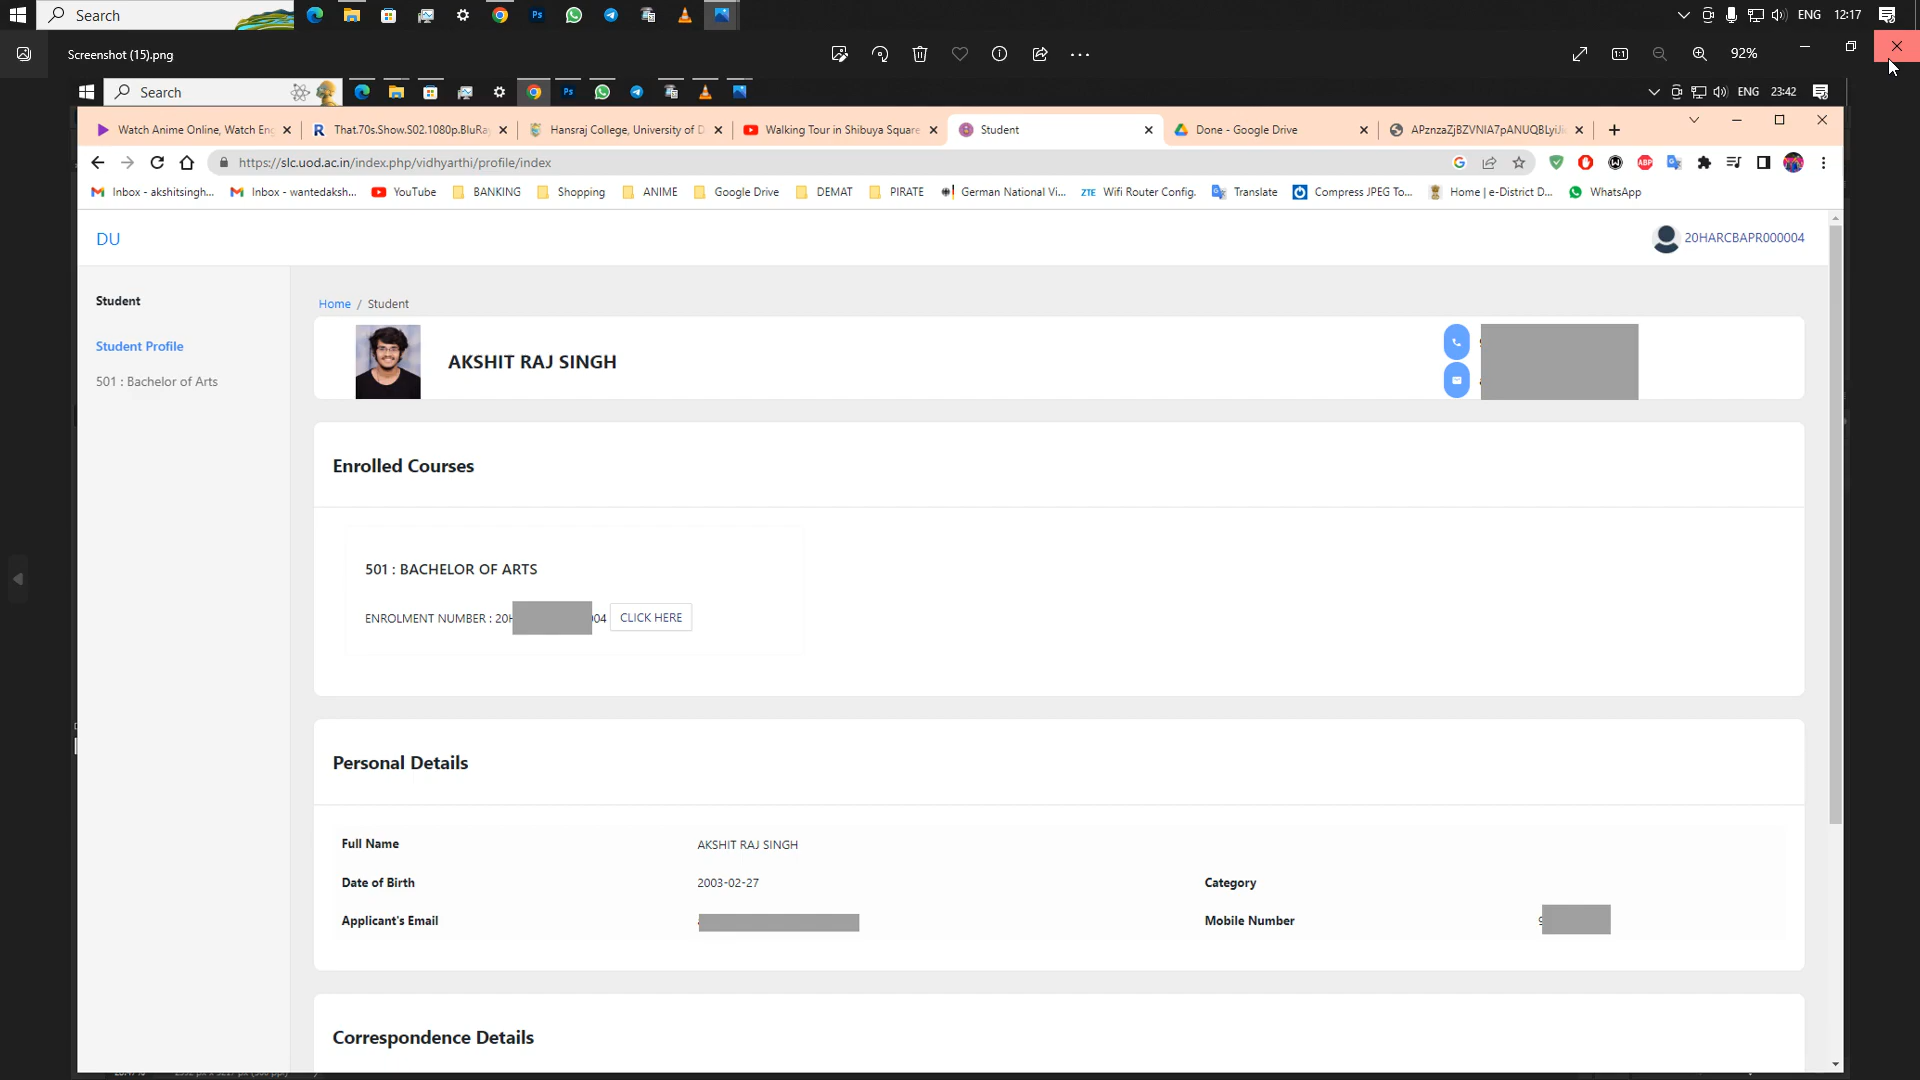 Search
ENG 12:17
Screenshot (15).png
92%
Search
ENG 23:42
Watch Anime Online, Watch Eng
That.70s.Show.S02.1080p.BluRay
Hansraj College, University of D
Walking Tour in Shibuya Square
Student
Done - Google Drive
https://slc.uod.ac.in/index.php/vidhyarthi/profile/index
Inbox - akshitsingh...
Inbox - wantedaksh...
YouTube
BANKING
Shopping
ANIME
Google Drive
DEMAT
PIRATE
German National Vi...
ZTE Wifi Router Config.
Translate
Compress JPEG To...
Home | e-District D...
WhatsApp
DU
20HARCBAPR000004
Student
Home / Student
Student Profile
501 : Bachelor of Arts
AKSHIT RAJ SINGH
Enrolled Courses
501 : BACHELOR OF ARTS
ENROLMENT NUMBER : 20H 004 CLICK HERE
Personal Details
Full Name AKSHIT RAJ SINGH
Date of Birth 2003-02-27 Category
Applicant's Email Mobile Number 9
Correspondence Details